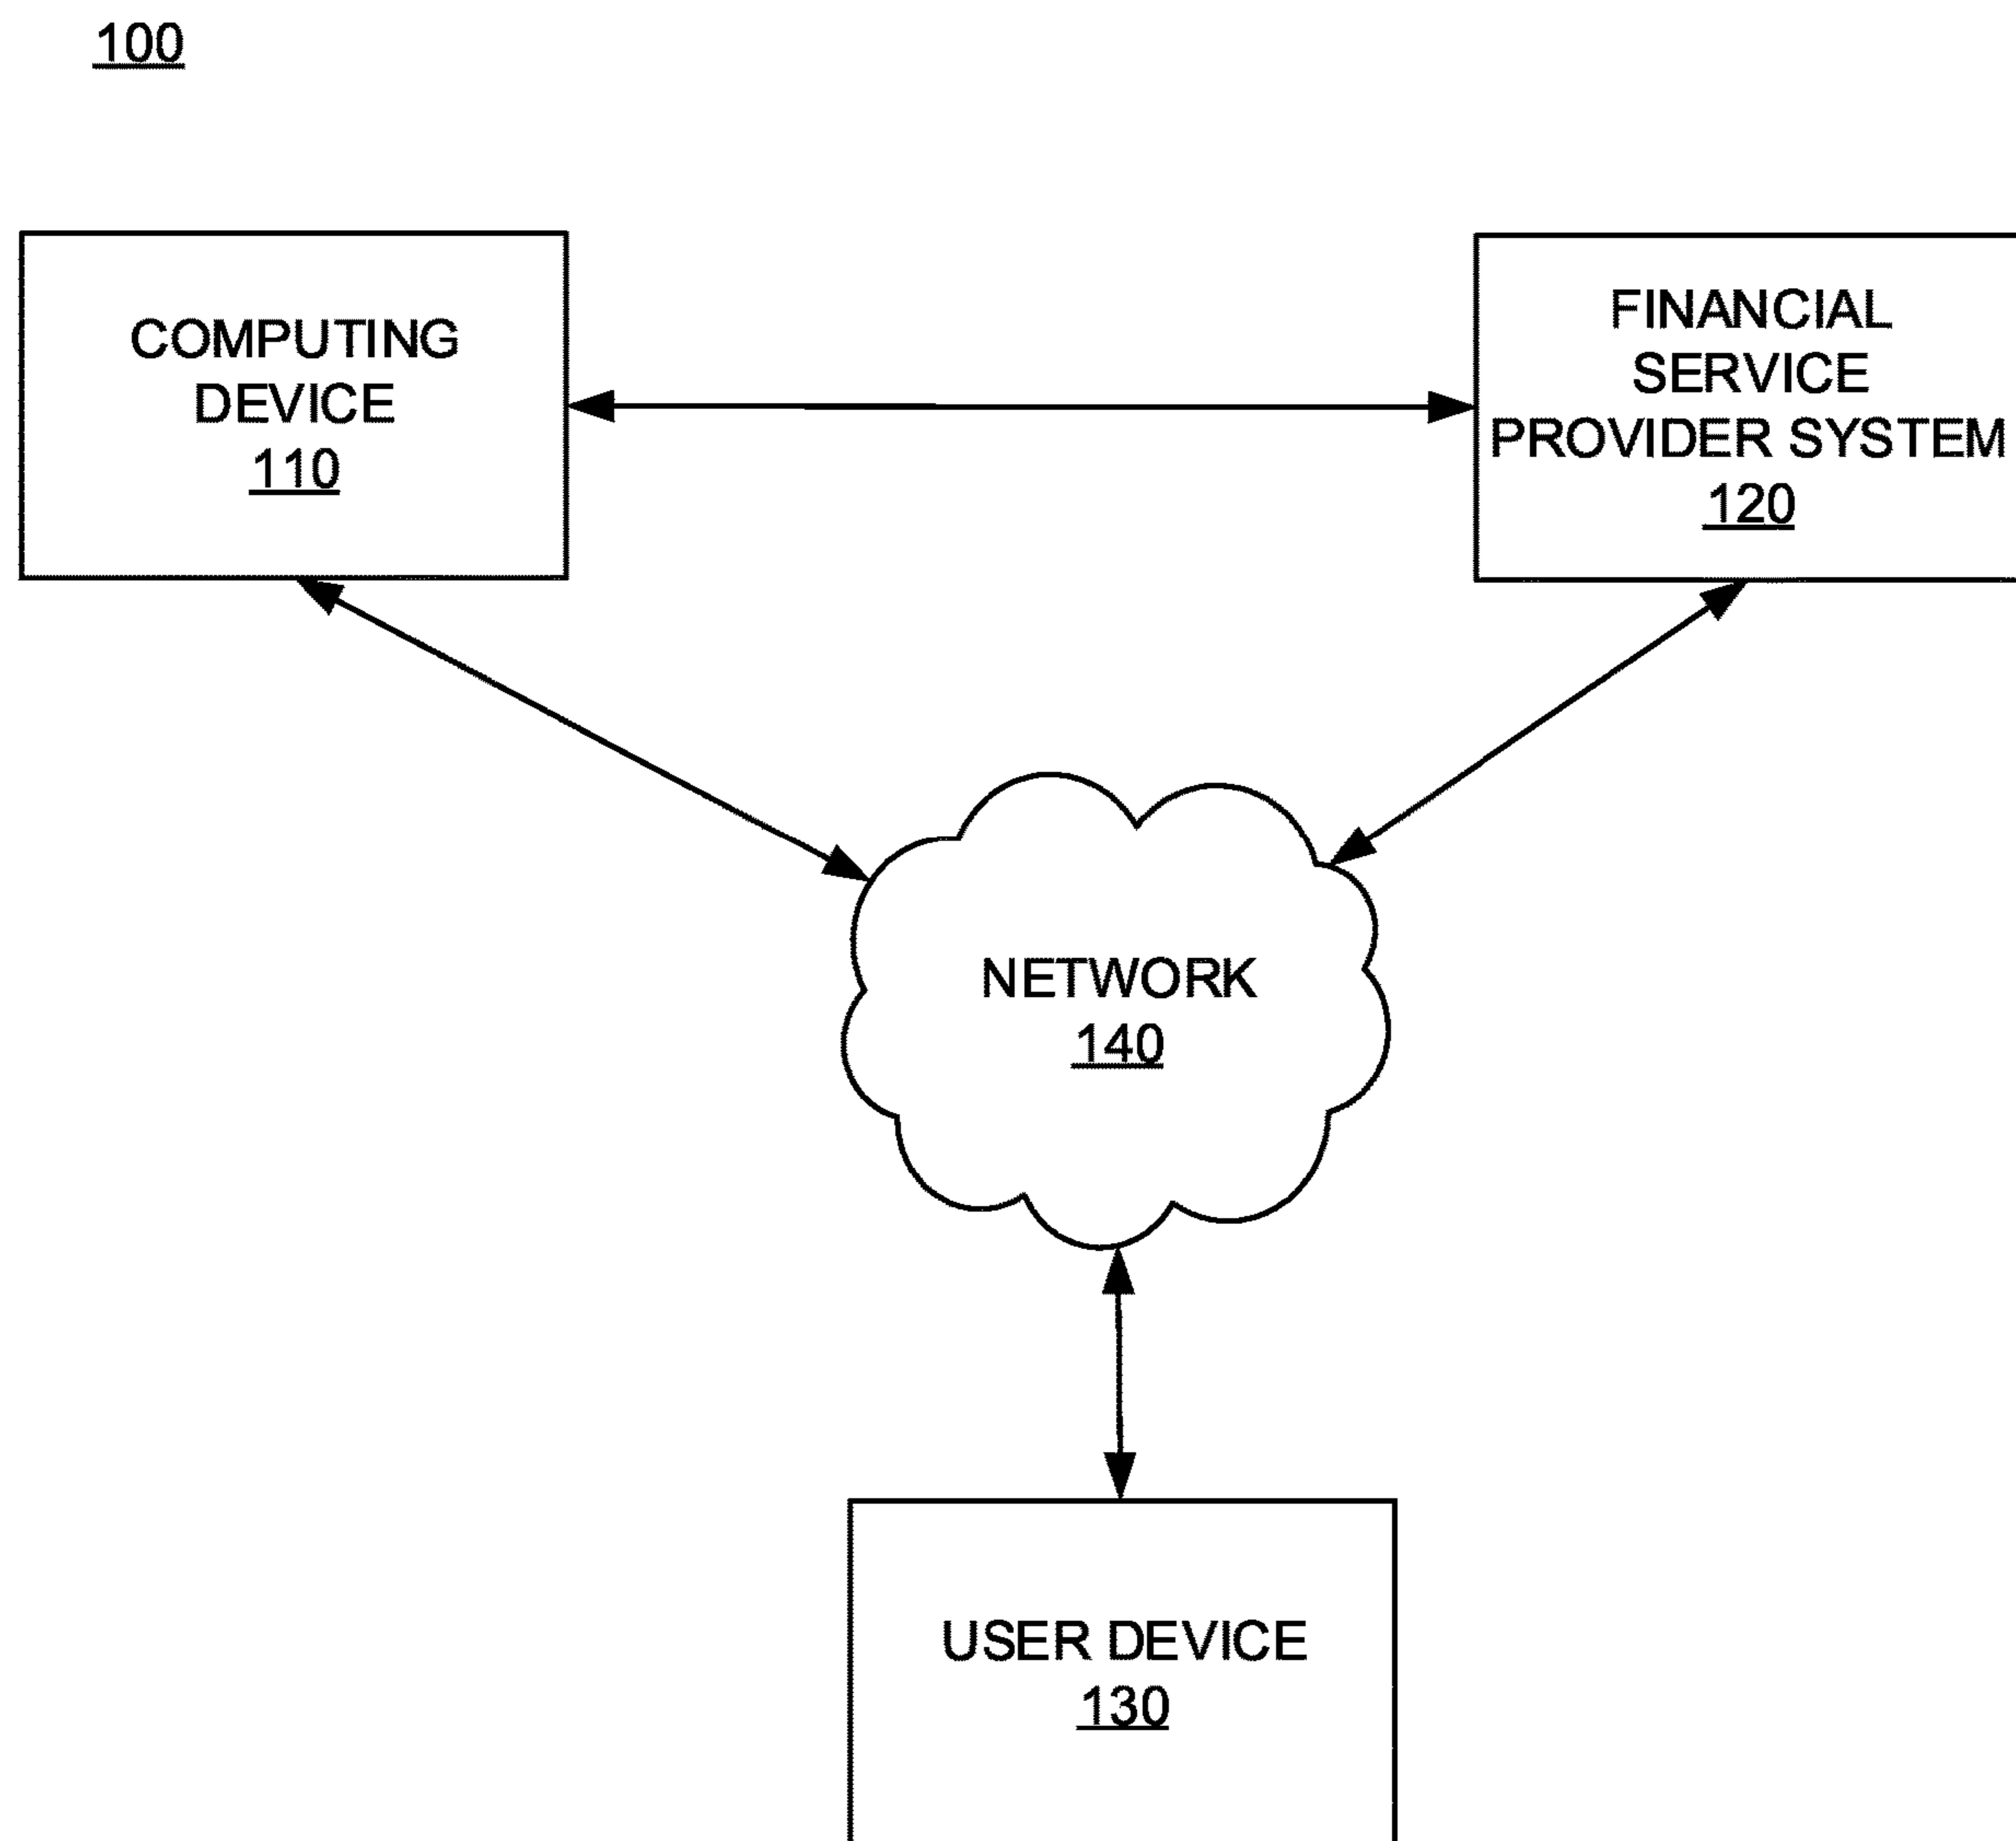 100
COMPUTING
DEVICE
110
FINANCIAL
SERVICE
PROVIDER SYSTEM
120
NETWORK
140
USER DEVICE
130